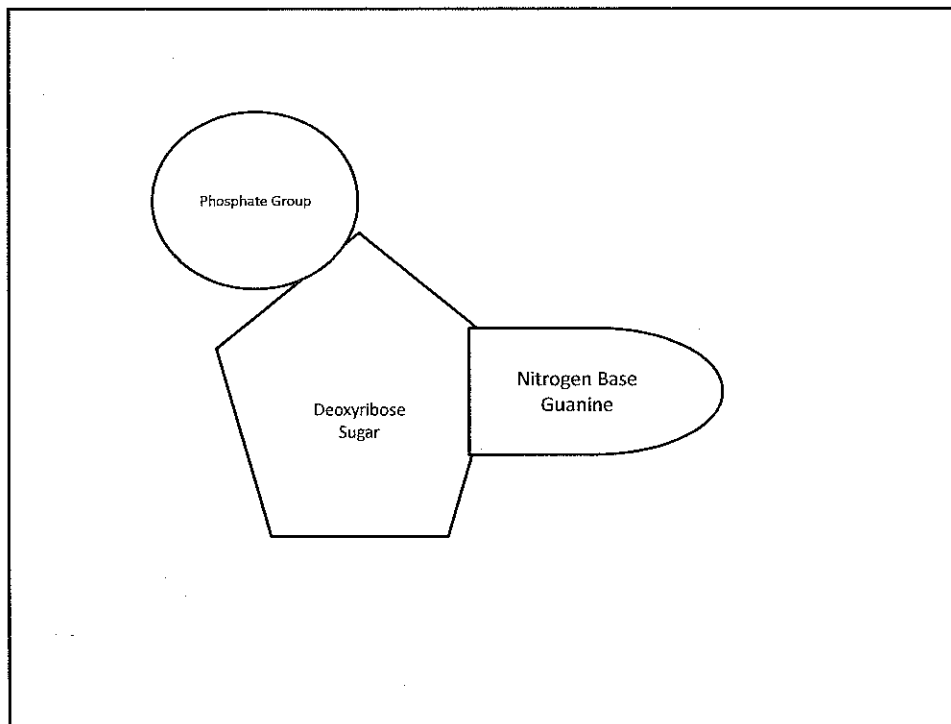 Phosphate Group
Nitrogen Base
Guanine
Deoxyribose
Sugar